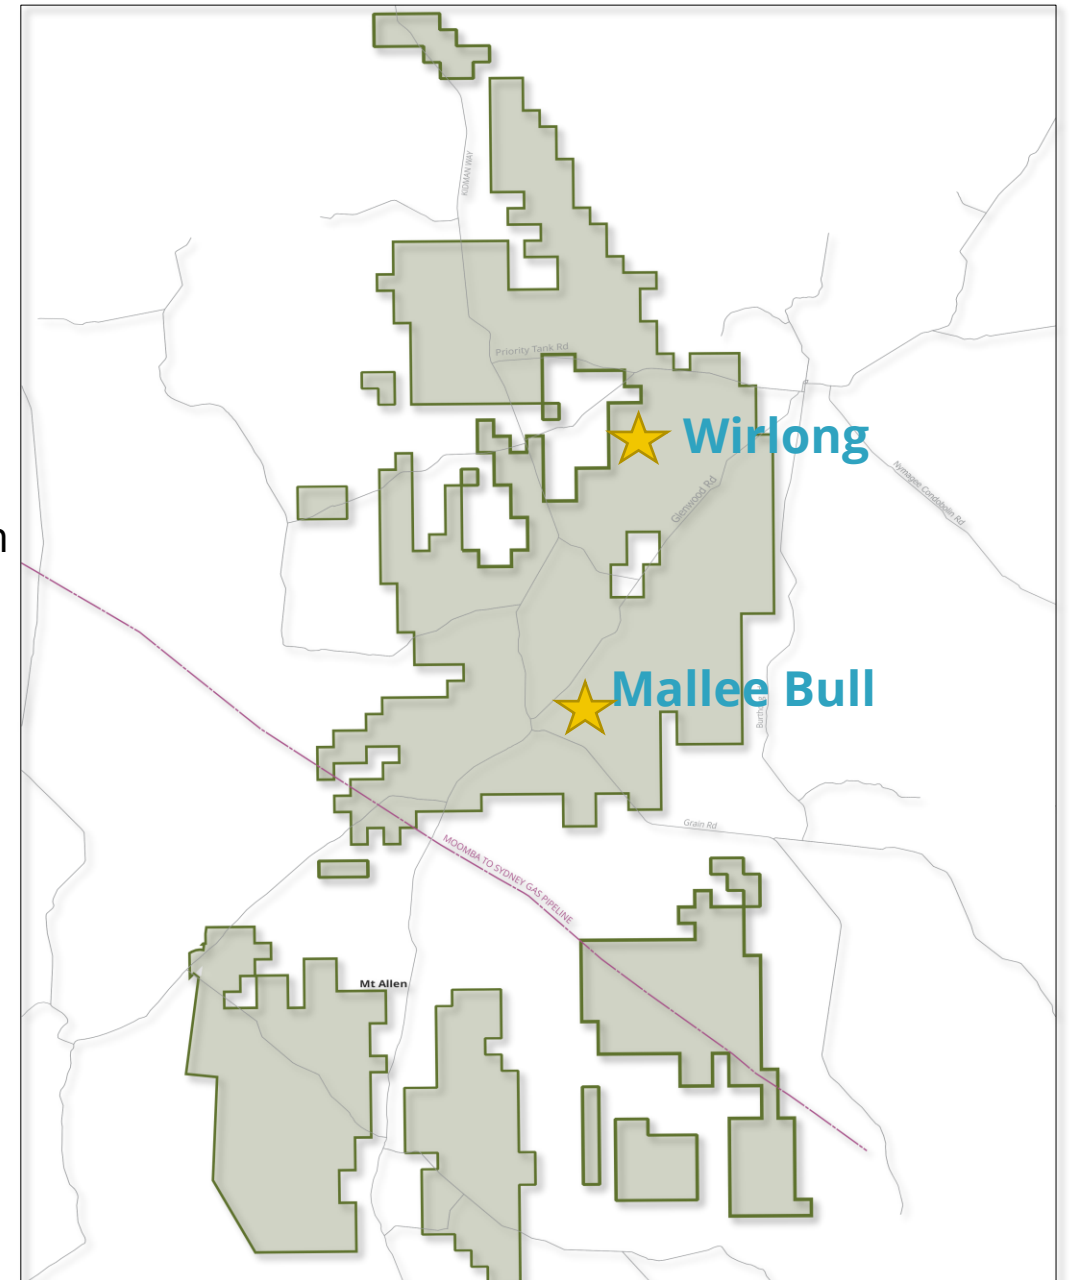 KIDMAN WAY
Priority Tank Rd
Wirlong
Nymagee Condobolin Rd
Glenwood Rd
n
Mallee Bull
Grain Rd
MOOMBA TO SYDNEY GAS PIPELINE
Mt Allen